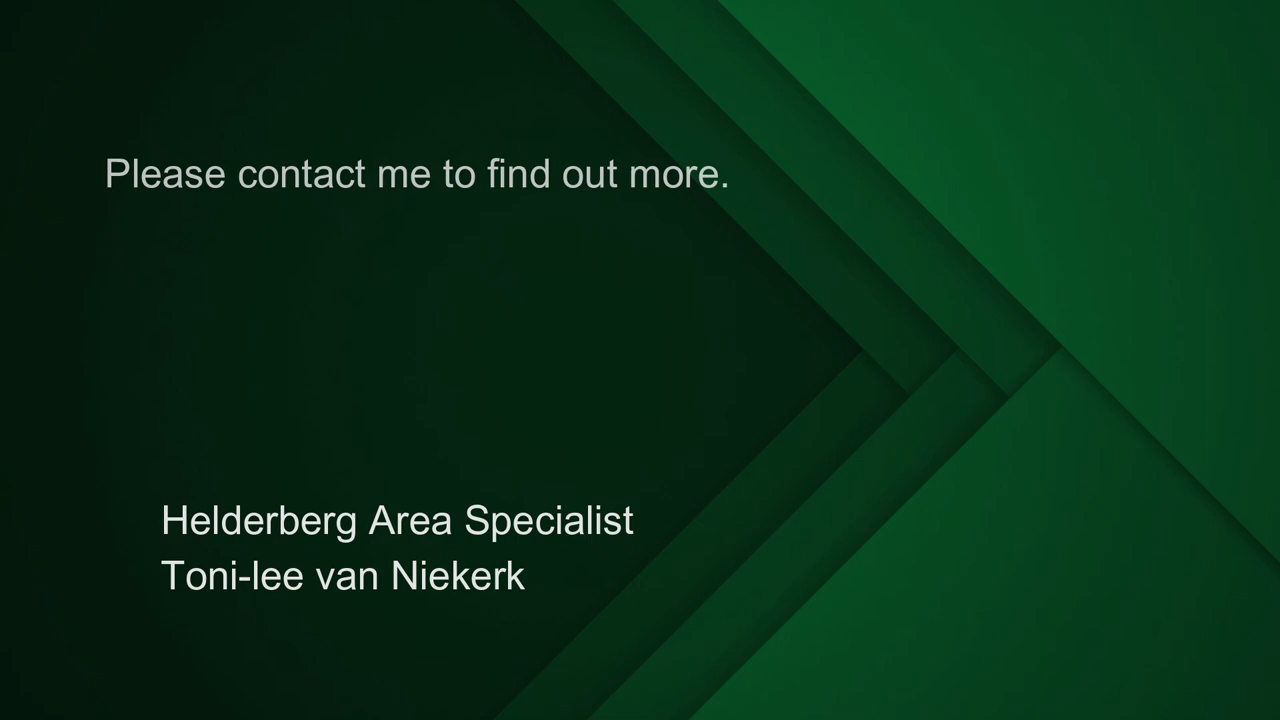 Please contact me to find out more.
Helderberg Area Specialist
Toni-lee van Niekerk